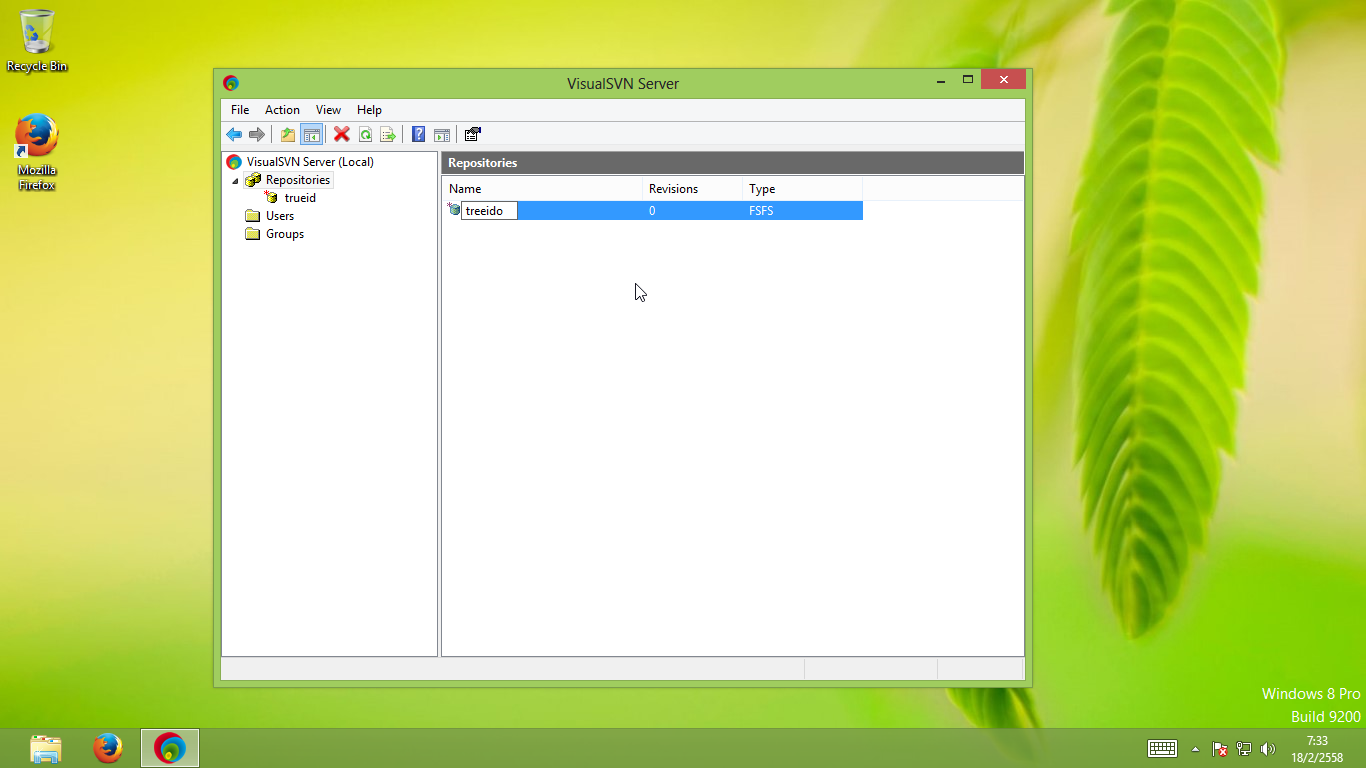 Recycle Bin
Mozilla
Firefox
VisualSVN Server
File Action View Help
VisualSVN Server (Local)
Repositories
trueid
Users
Groups
Repositories
Name Revisions Type
treeido 0 FSFS
Windows 8 Pro
Build 9200
7:33
18/2/2558